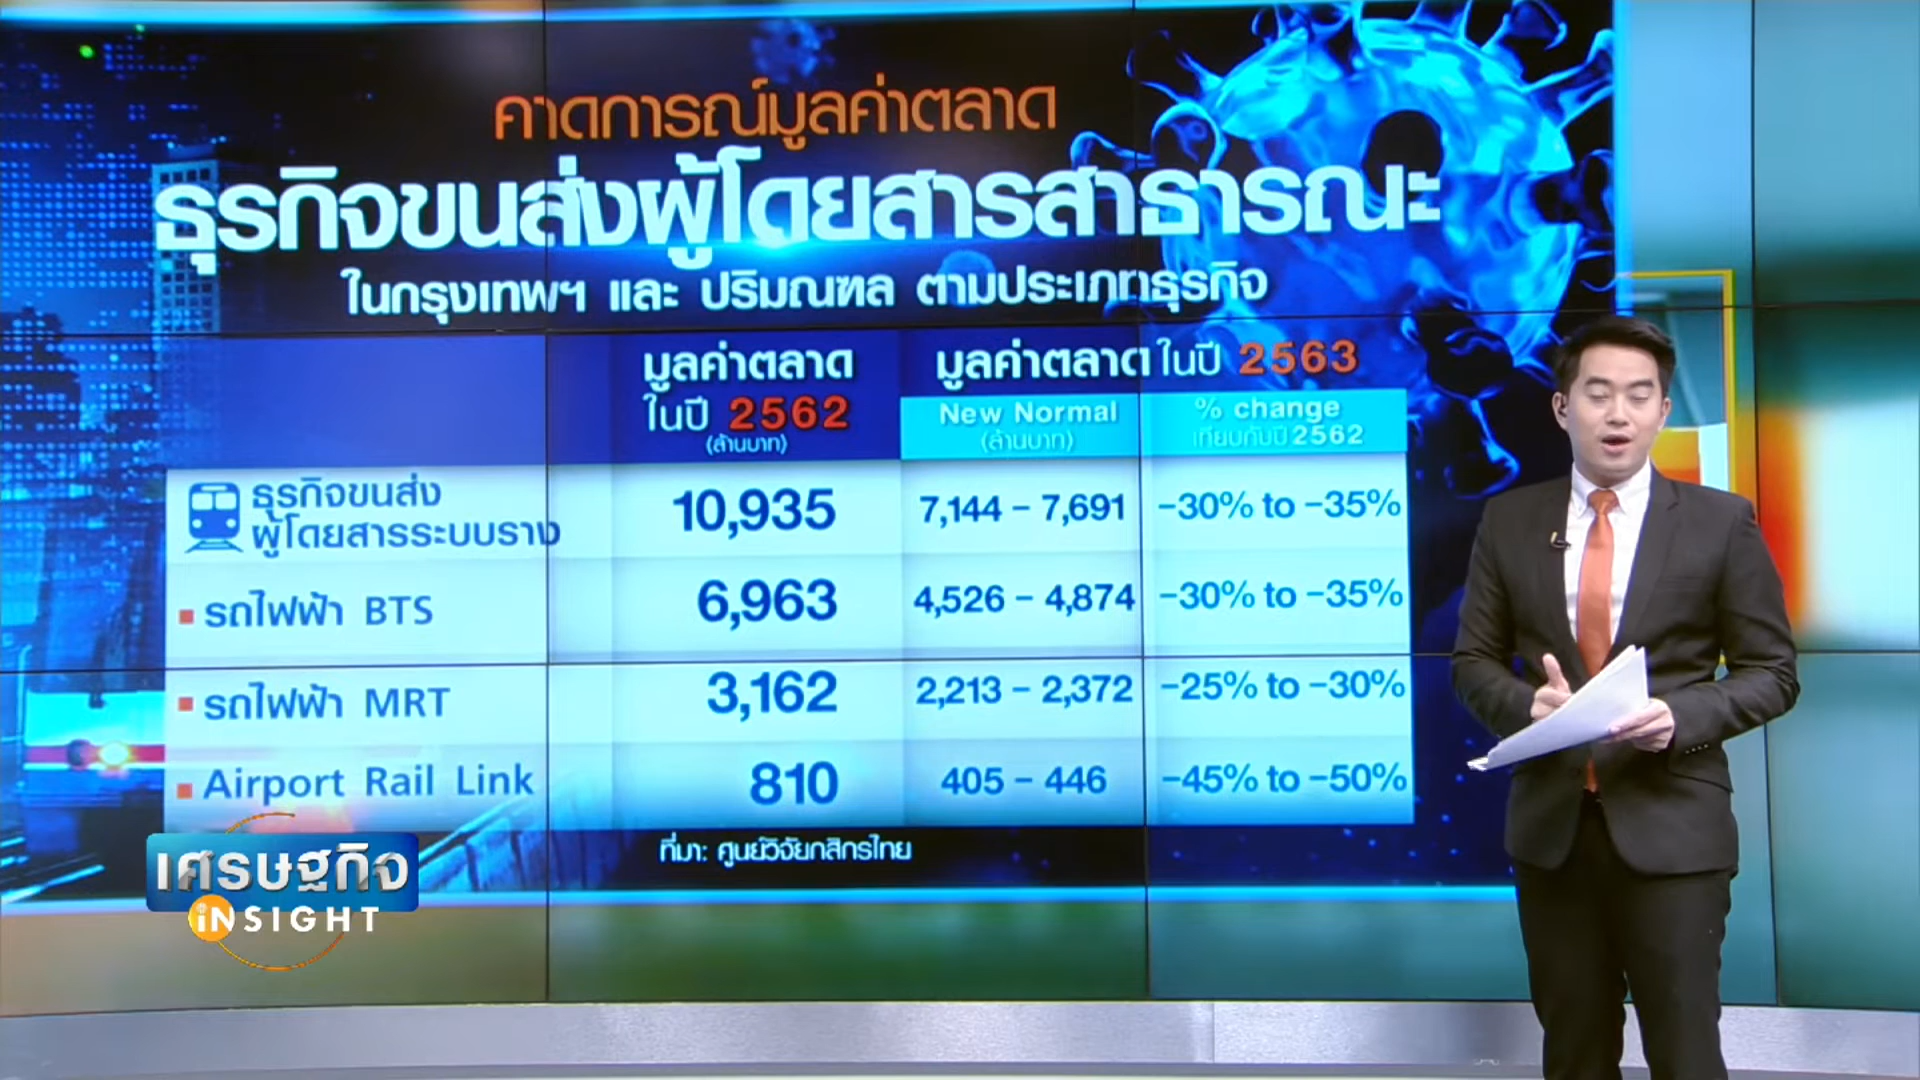 คาดการณ์มูลค่าตลาด
ธุรกิจขนส่งผู้โดยสารสาธารณะ
ในกรุงเทพฯ และ ปริมณฑล ตามประเภทธุรกิจ
มูลค่าตลาด
ในปี 2562
(ล้านบาท)
มูลค่าตลาด ในปี 2563
New Normal
(ล้านบาท)
% change
เทียบกับปี 2562
ธุรกิจขนส่ง
ผู้โดยสารระบบราง
10,935
7,144 - 7,691
-30% to -35%
รถไฟฟ้า BTS
6,963
4,526 - 4,874
-30% to -35%
รถไฟฟ้า MRT
3,162
2,213 - 2,372
-25% to -30%
Airport Rail Link
810
405 - 446
-45% to -50%
ที่มา: ศูนย์วิจัยกสิกรไทย
เศรษฐกิจ
iNSIGHT